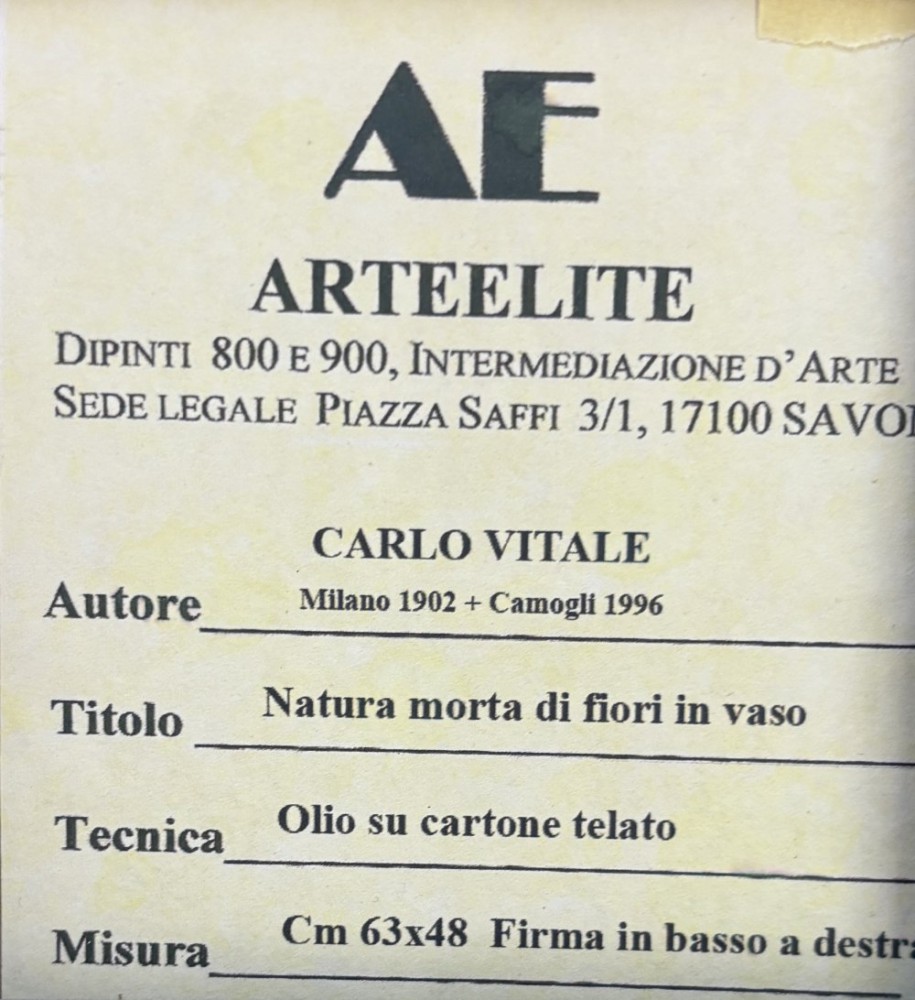 AE
ARTEELITE
DIPINTI 800 E 900, INTERMEDIAZIONE D'ARTE
SEDE LEGALE PIAZZA SAFFI 3/1, 17100
CARLO VITALE
Autore Milano 1902 + Camogli 1996
Titolo Natura morta di fiori in vaso
Tecnica Olio su cartone telato
Misura Cm 63x48 Firma in basso a destra